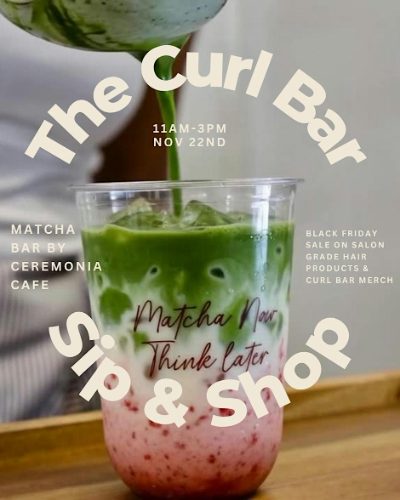 The Curl Bar
11AM-3PM
NOV 22ND
MATCHA
BAR BY
CEREMONIA
CAFE
BLACK FRIDAY
SALE ON SALON
GRADE HAIR
PRODUCTS &
CURL BAR MERCH
Matcha Now
Think later
Sip & Shop